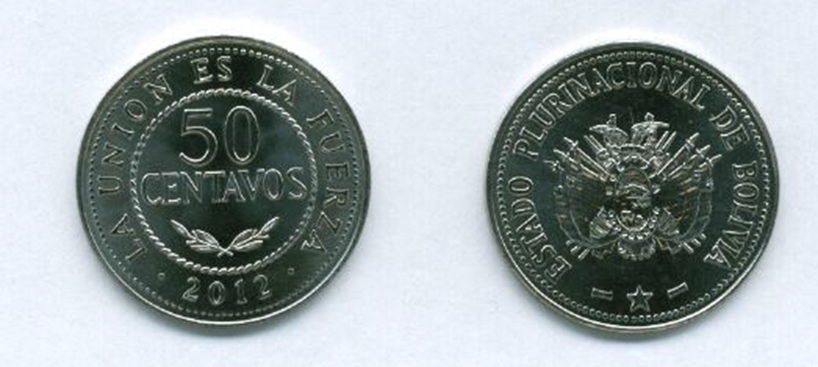 LA UNION ES LA FUERZA
50
CENTAVOS
2012
ESTADO PLURINACIONAL DE BOLIVIA